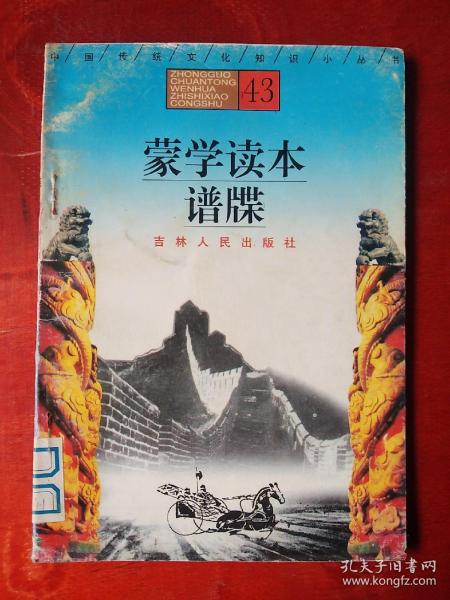 中/国/传/统/文/化/知/识/小/丛/书
ZHONGGUO
CHUANTONG
WENHUA
ZHISHIXIAO
CONGSHU
43
蒙学读本
谱牒
吉林人民出版社
孔夫子旧书网
www.kongfz.com